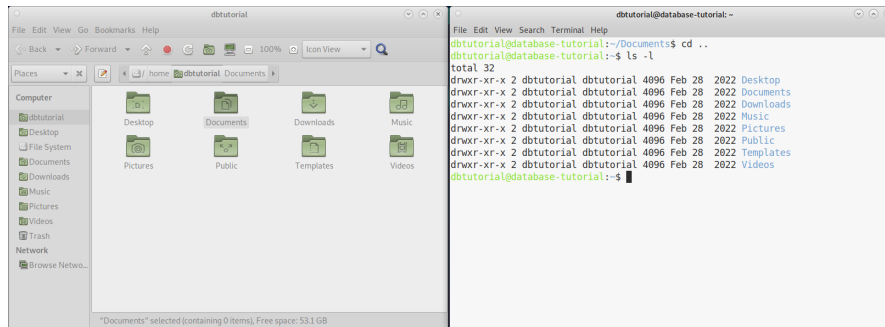 dbtutorial
File Edit View Go Bookmarks Help
Back Forward 100% Icon View
Places / home dbtutorial Documents
Computer
dbtutorial
Desktop
File System
Documents
Downloads
Music
Pictures
Videos
Trash
Network
Browse Netwo...
Desktop Documents Downloads Music
Pictures Public Templates Videos
"Documents" selected (containing 0 items), Free space: 53.1 GB
dbtutorial@database-tutorial: ~
File Edit View Search Terminal Help
dbtutorial@database-tutorial:~/Documents$ cd ..
dbtutorial@database-tutorial:~$ ls -l
total 32
drwxr-xr-x 2 dbtutorial dbtutorial 4096 Feb 28  2022 Desktop
drwxr-xr-x 2 dbtutorial dbtutorial 4096 Feb 28  2022 Documents
drwxr-xr-x 2 dbtutorial dbtutorial 4096 Feb 28  2022 Downloads
drwxr-xr-x 2 dbtutorial dbtutorial 4096 Feb 28  2022 Music
drwxr-xr-x 2 dbtutorial dbtutorial 4096 Feb 28  2022 Pictures
drwxr-xr-x 2 dbtutorial dbtutorial 4096 Feb 28  2022 Public
drwxr-xr-x 2 dbtutorial dbtutorial 4096 Feb 28  2022 Templates
drwxr-xr-x 2 dbtutorial dbtutorial 4096 Feb 28  2022 Videos
dbtutorial@database-tutorial:~$